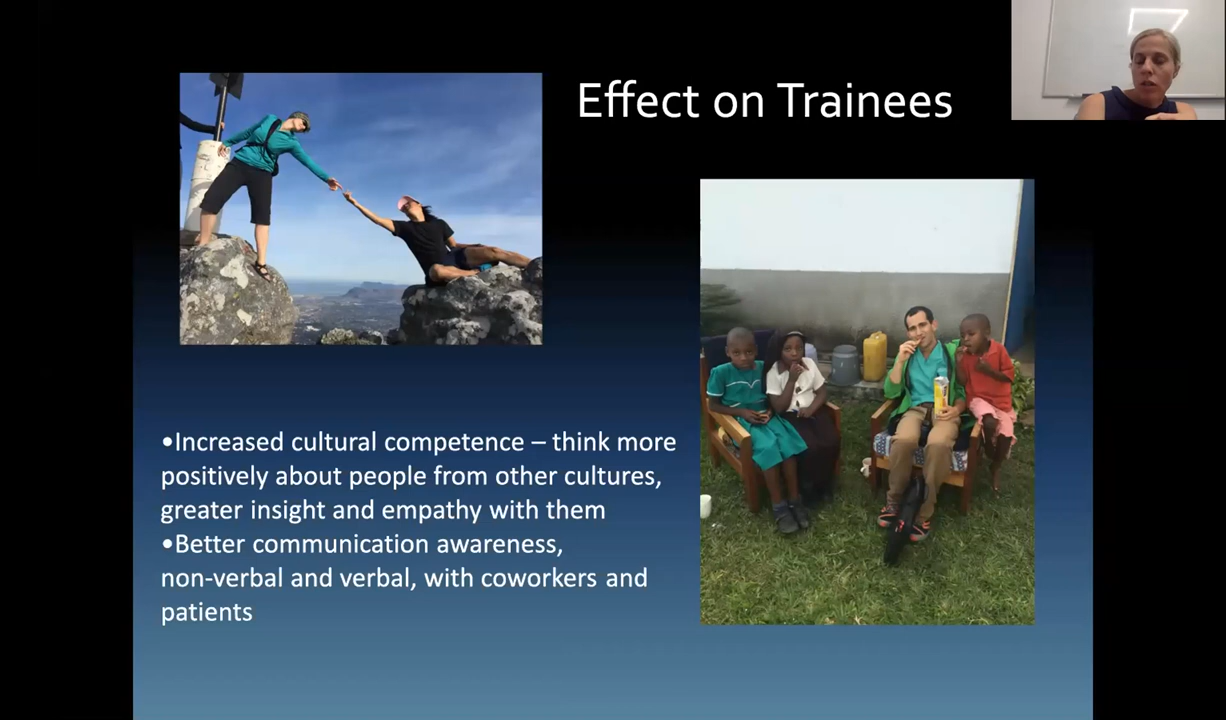 Effect on Trainees
•Increased cultural competence – think more
positively about people from other cultures,
greater insight and empathy with them
•Better communication awareness,
non-verbal and verbal, with coworkers and
patients